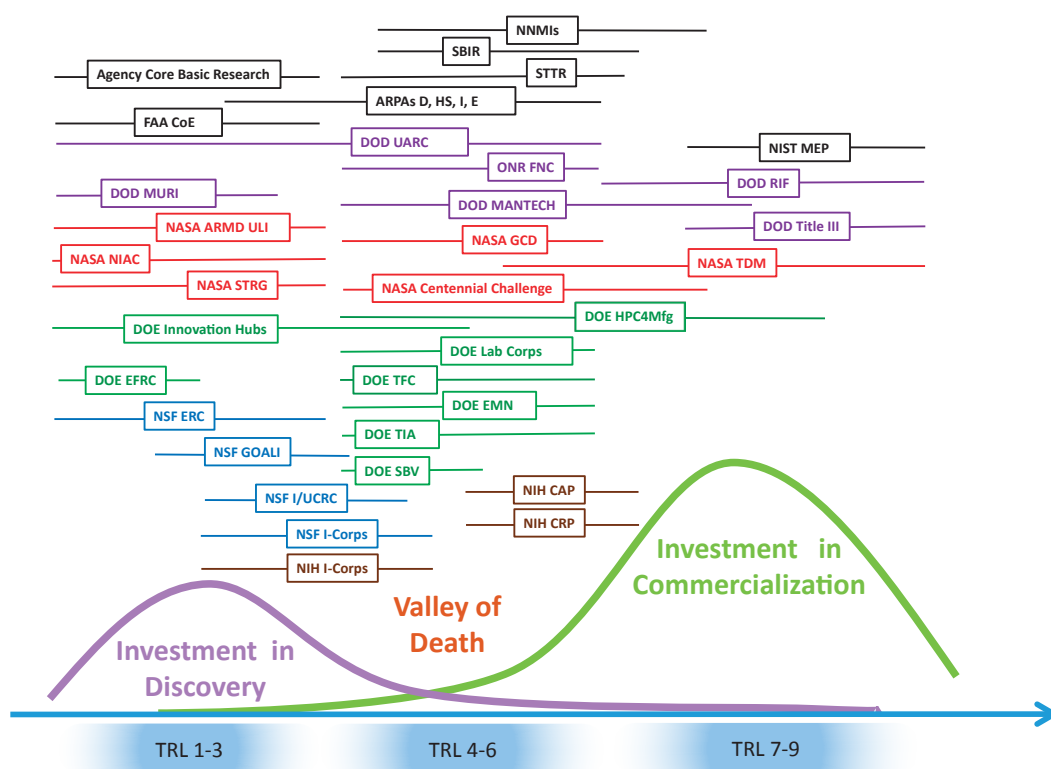 NNMIs
SBIR
Agency Core Basic Research
STTR
ARPAs D, HS, I, E
FAA CoE
DOD UARC
NIST MEP
ONR FNC
DOD RIF
DOD MURI
DOD MANTECH
NASA ARMD ULI
DOD Title III
NASA GCD
NASA NIAC
NASA TDM
NASA STRG
NASA Centennial Challenge
DOE HPC4Mfg
DOE Innovation Hubs
DOE Lab Corps
DOE EFRC
DOE TFC
DOE EMN
NSF ERC
DOE TIA
NSF GOALI
DOE SBV
NSF I/UCRC
NIH CAP
NIH CRP
NSF I-Corps
NIH I-Corps
Investment in
Commercialization
Valley of
Death
Investment in
Discovery
TRL 1-3
TRL 4-6
TRL 7-9